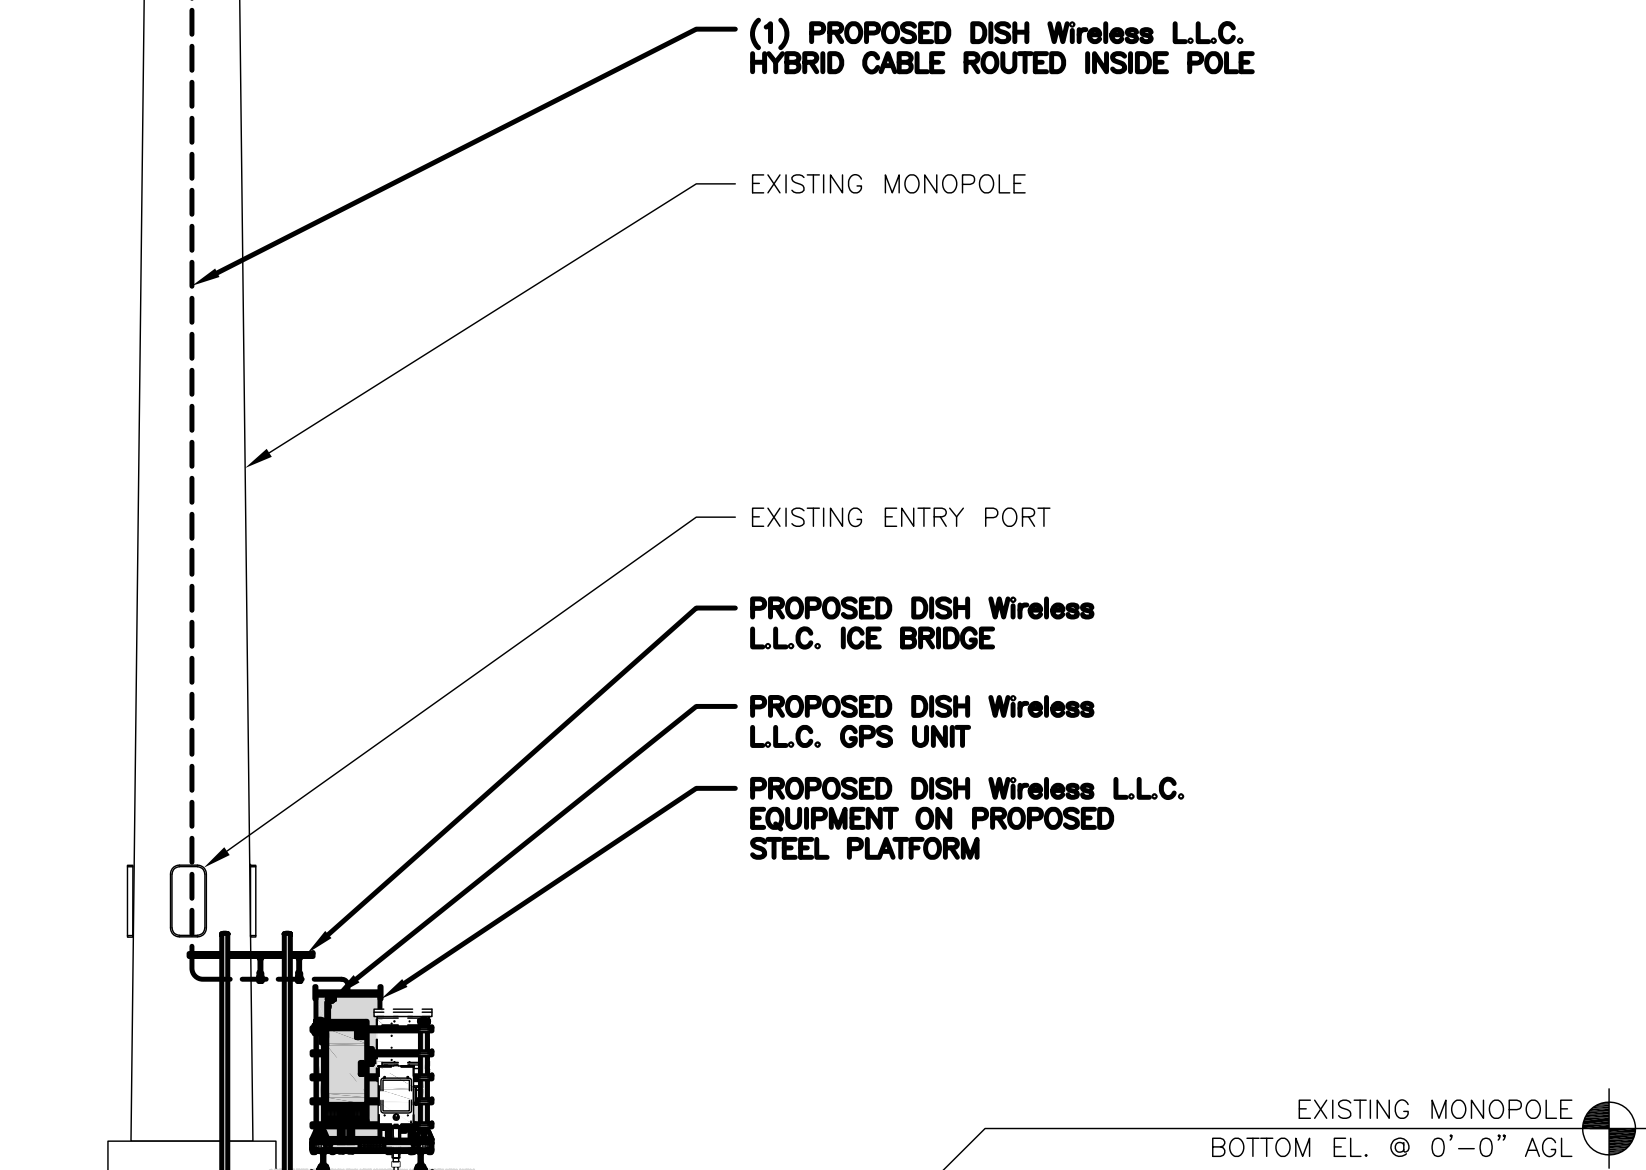 (1) PROPOSED DISH Wireless L.L.C.
HYBRID CABLE ROUTED INSIDE POLE
EXISTING MONOPOLE
EXISTING ENTRY PORT
PROPOSED DISH Wireless
L.L.C. ICE BRIDGE
PROPOSED DISH Wireless
L.L.C. GPS UNIT
PROPOSED DISH Wireless L.L.C.
EQUIPMENT ON PROPOSED
STEEL PLATFORM
EXISTING MONOPOLE
BOTTOM EL. @ 0'-0" AGL